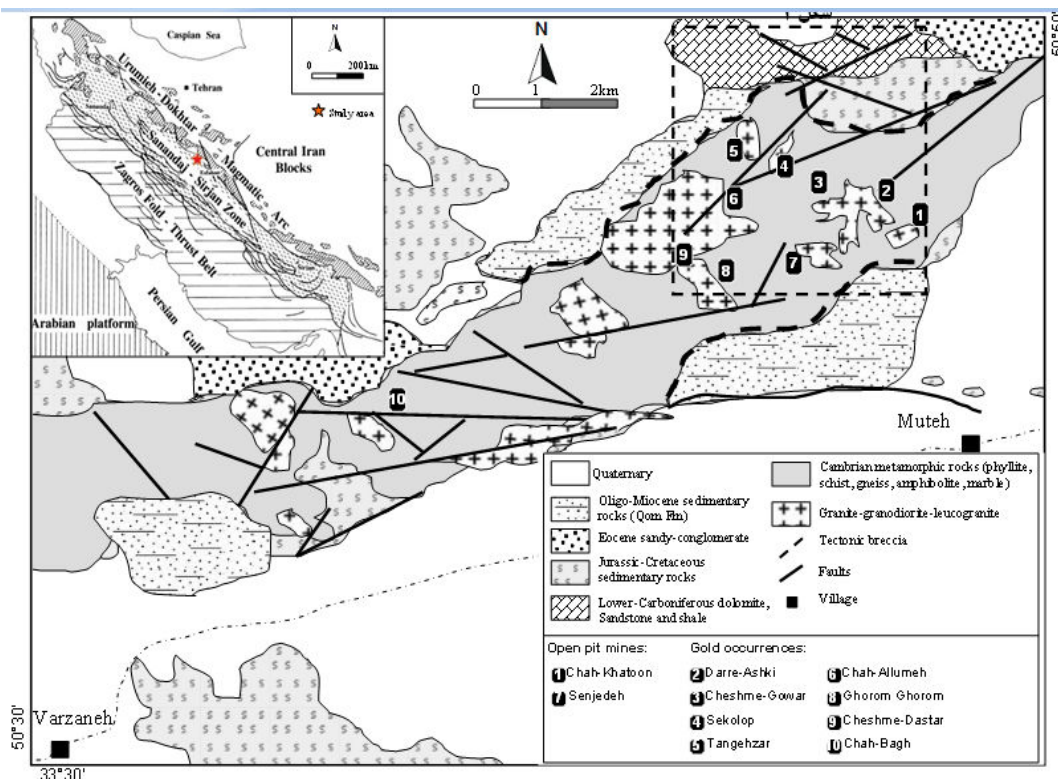 Caspian Sea
N
0 200km
Study area
Tehran
Urumieh-Dokhtar Magmatic Arc
Central Iran
Blocks
Sanandaj - Sirjan Zone
Zagros Fold Thrust Belt
Persian Gulf
Arabian platform
N
0 1 2km
5
4
3
2
1
6
9
8
7
10
Muteh
Varzaneh
50°30'
33°30'
Quaternary
Oligo-Miocene sedimentary
rocks (Qom Fm)
Eocene sandy-conglomerate
Jurassic-Cretaceous
sedimentary rocks
Lower-Carboniferous dolomite,
Sandstone and shale
Cambrian metamorphic rocks (phyllite,
schist, gneiss, amphibolite, marble)
Granite-granodiorite-leucogranite
Tectonic breccia
Faults
Village
Open pit mines:
1 Chah-Khatoon
7 Senjedeh
Gold occurrences:
2 Darre-Ashki
3 Cheshme-Gowar
4 Sekolop
5 Tangehzar
6 Chah-Allumeh
8 Ghorom Ghorom
9 Cheshme-Dastar
10 Chah-Bagh